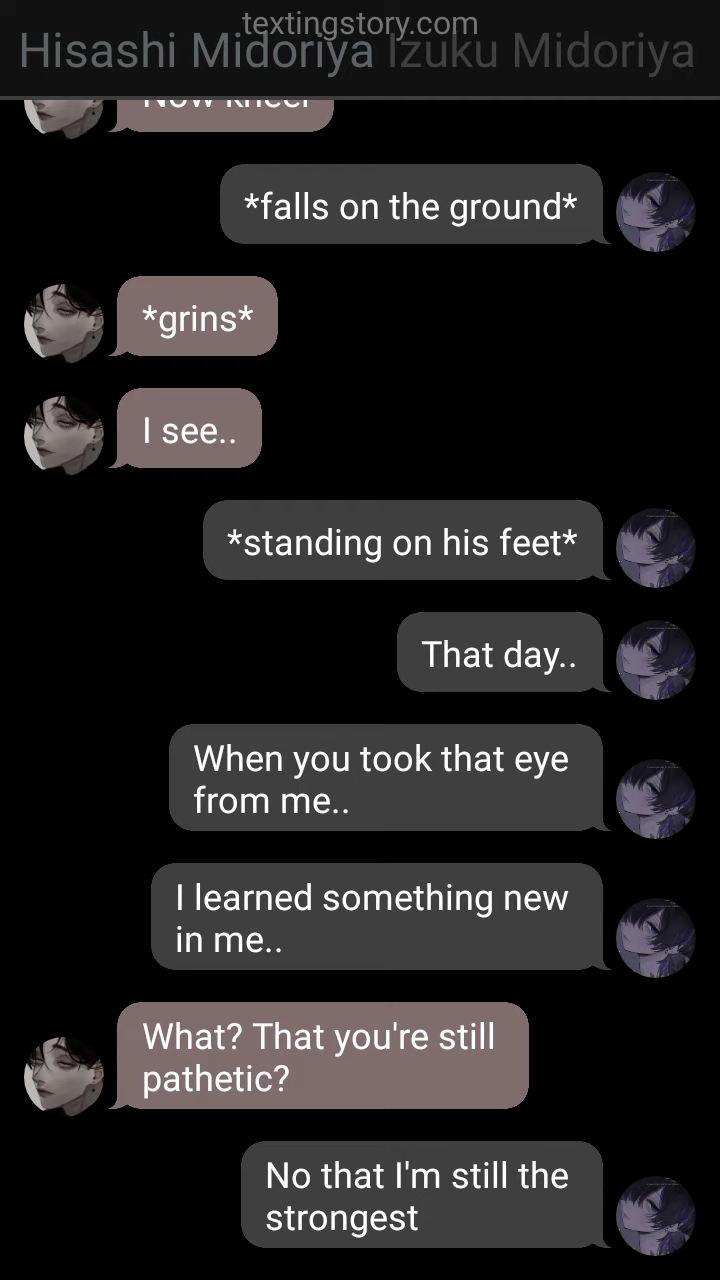 textingstory.com
Hisashi Midoriya Izuku Midoriya
Now kneel
*falls on the ground*
*grins*
I see..
*standing on his feet*
That day..
When you took that eye
from me..
I learned something new
in me..
What? That you're still
pathetic?
No that I'm still the
strongest